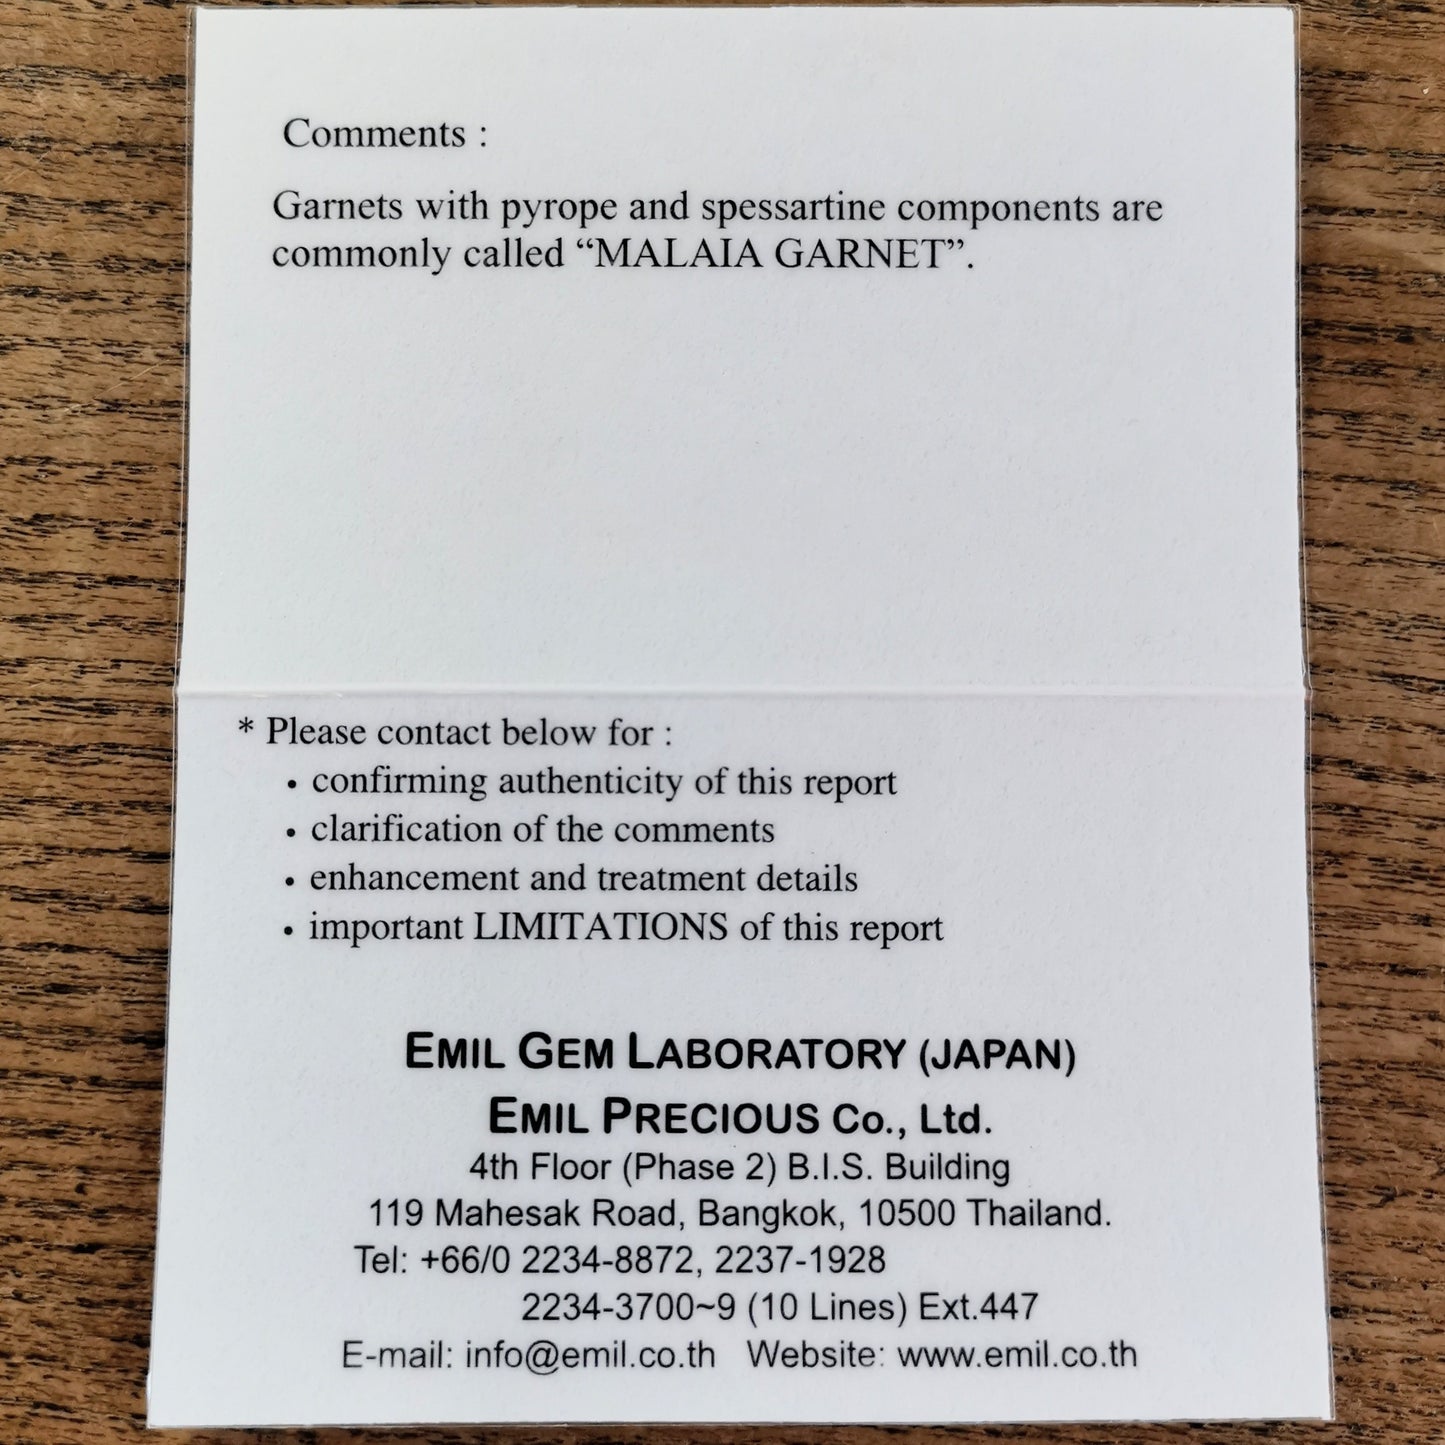 Comments :
Garnets with pyrope and spessartine components are
commonly called “MALAIA GARNET”.
* Please contact below for :
• confirming authenticity of this report
• clarification of the comments
• enhancement and treatment details
• important LIMITATIONS of this report
EMIL GEM LABORATORY (JAPAN)
EMIL PRECIOUS Co., Ltd.
4th Floor (Phase 2) B.I.S. Building
119 Mahesak Road, Bangkok, 10500 Thailand.
Tel: +66/0 2234-8872, 2237-1928
2234-3700~9 (10 Lines) Ext.447
E-mail: info@emil.co.th Website: www.emil.co.th